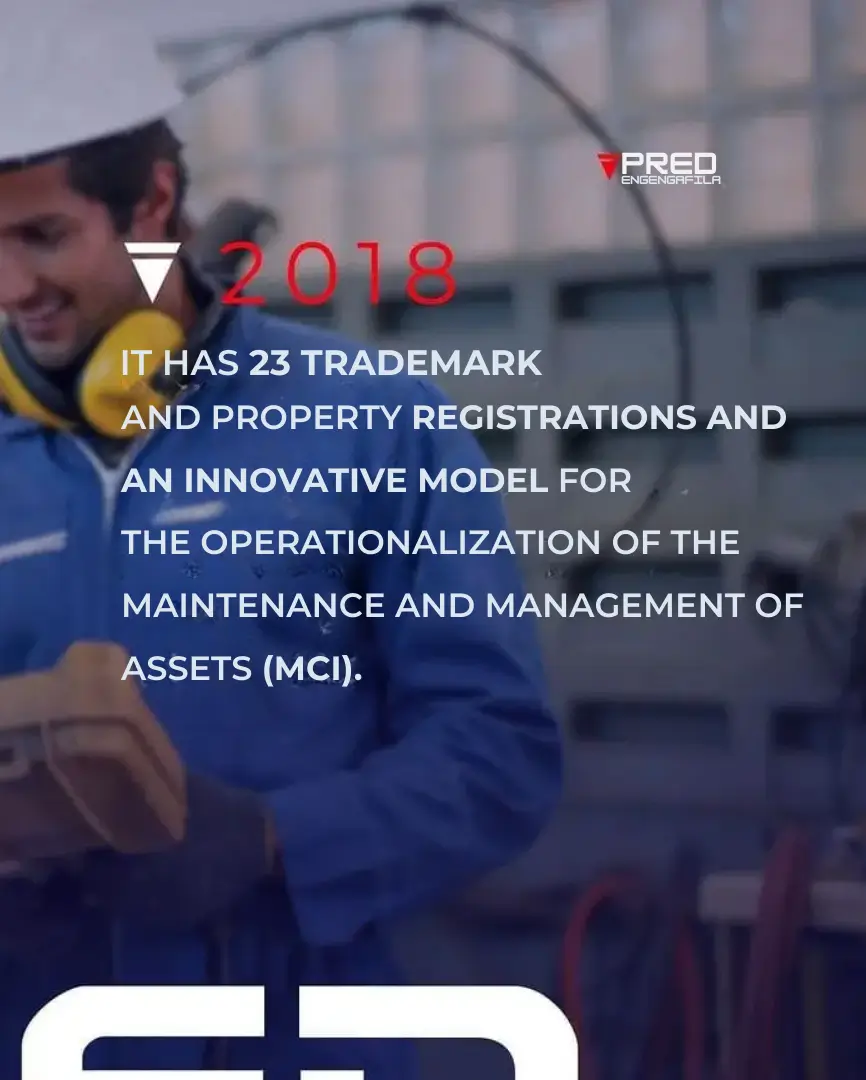 PRED
ENGENGAFILA
2018
IT HAS 23 TRADEMARK
AND PROPERTY REGISTRATIONS AND
AN INNOVATIVE MODEL FOR
THE OPERATIONALIZATION OF THE
MAINTENANCE AND MANAGEMENT OF
ASSETS (MCI).